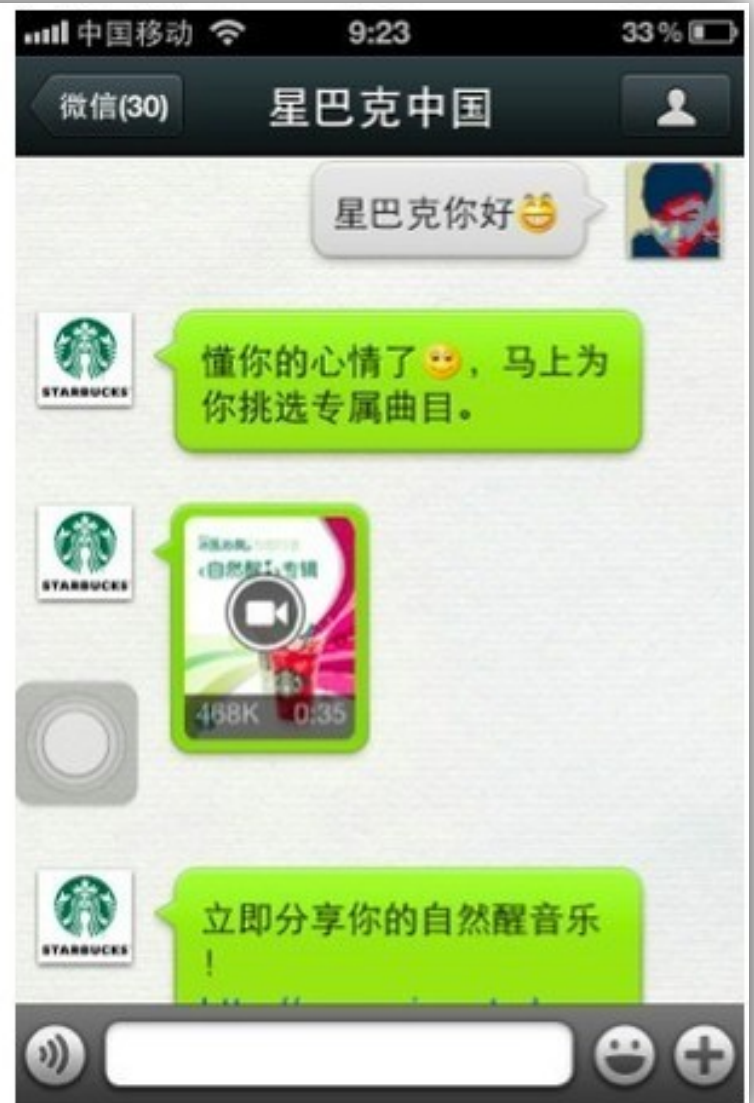 中国移动 9:23 33%
微信(30) 星巴克中国
星巴克你好
STARBUCKS
懂你的心情了，马上为
你挑选专属曲目。
STARBUCKS
《自然醒》专辑
468K 0:35
STARBUCKS
立即分享你的自然醒音乐
！